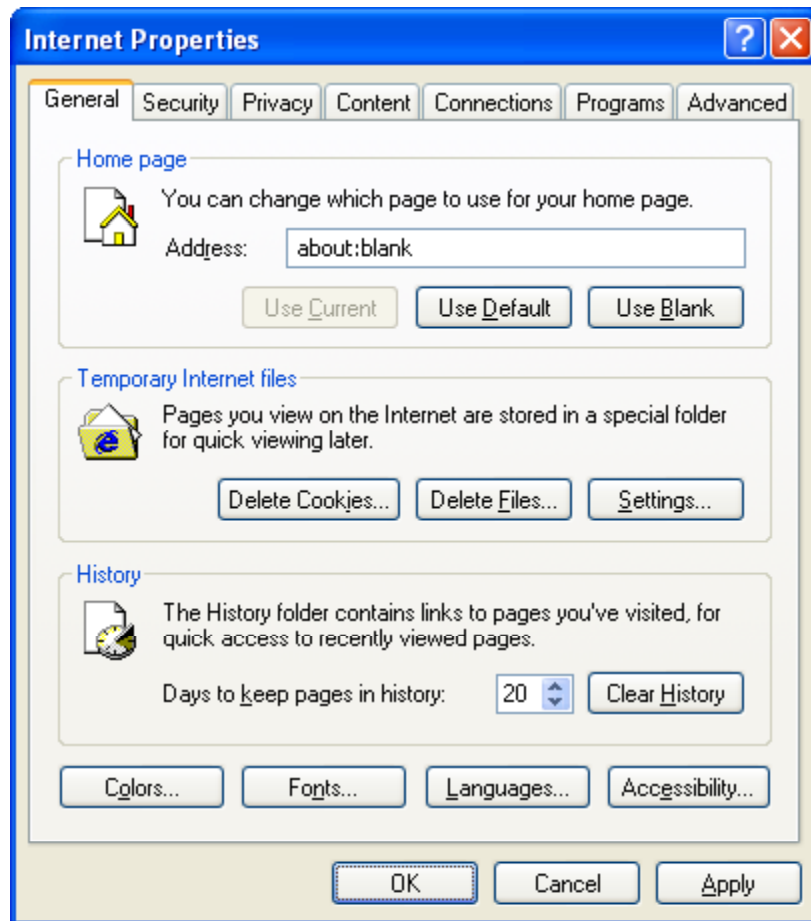 Internet Properties
General Security Privacy Content Connections Programs Advanced
Home page
You can change which page to use for your home page.
Address: about:blank
Use Current Use Default Use Blank
Temporary Internet files
Pages you view on the Internet are stored in a special folder
for quick viewing later.
Delete Cookies... Delete Files... Settings...
History
The History folder contains links to pages you've visited, for
quick access to recently viewed pages.
Days to keep pages in history: 20 Clear History
Colors... Fonts... Languages... Accessibility...
OK Cancel Apply